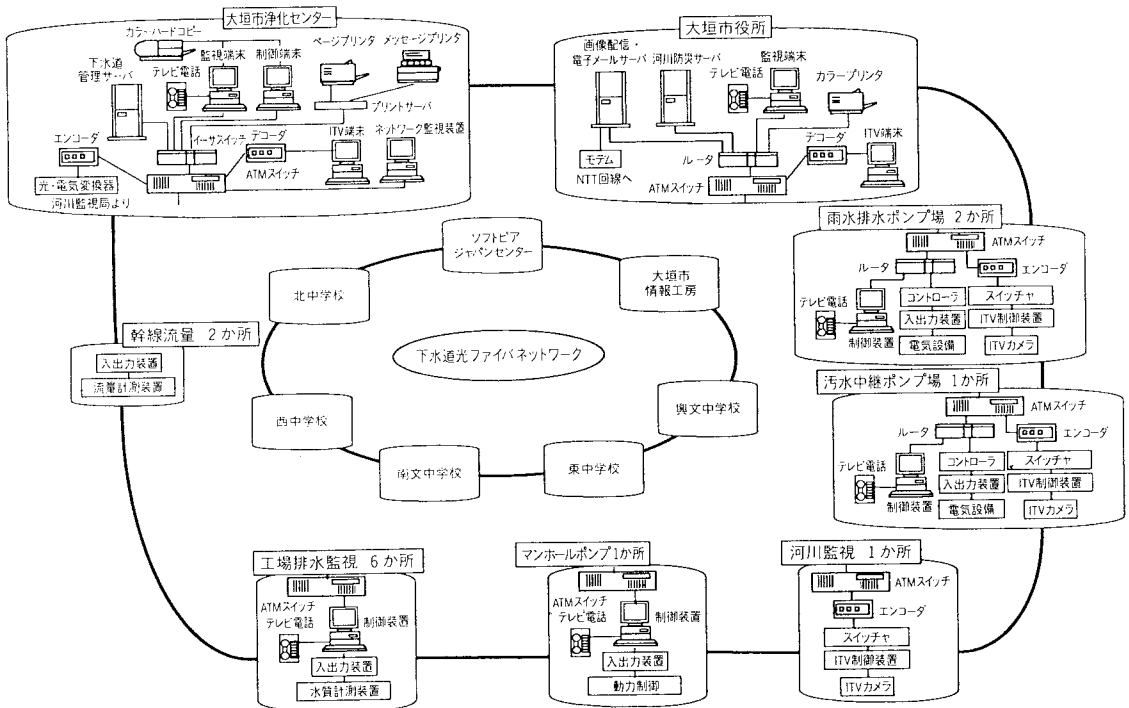 大垣市浄化センター
カラーハードコピー
監視端末
制御端末
ページプリンタ
メッセージプリンタ
下水道
管理サーバ
テレビ電話
プリントサーバ
エンコーダ
イーサスイッチ
デコーダ
ITV端末
ネットワーク監視装置
光・電気変換器
ATMスイッチ
河川監視局より
大垣市役所
画像配信・
電子メールサーバ
河川防災サーバ
監視端末
テレビ電話
カラープリンタ
モデム
NTT回線へ
ルータ
デコーダ
ITV端末
ATMスイッチ
雨水排水ポンプ場 2か所
ATMスイッチ
ルータ
エンコーダ
テレビ電話
コントローラ
スイッチャ
入出力装置
ITV制御装置
制御装置
電気設備
ITVカメラ
汚水中継ポンプ場 1か所
ATMスイッチ
ルータ
エンコーダ
テレビ電話
コントローラ
スイッチャ
入出力装置
ITV制御装置
制御装置
電気設備
ITVカメラ
河川監視 1か所
ATMスイッチ
エンコーダ
スイッチャ
ITV制御装置
ITVカメラ
マンホールポンプ1か所
ATMスイッチ
テレビ電話
制御装置
入出力装置
動力制御
工場排水監視 6か所
ATMスイッチ
テレビ電話
制御装置
入出力装置
水質計測装置
幹線流量 2か所
入出力装置
流量計測装置
ソフトピア
ジャパンセンター
大垣市
情報工房
北中学校
下水道光ファイバネットワーク
西中学校
興文中学校
南文中学校
東中学校